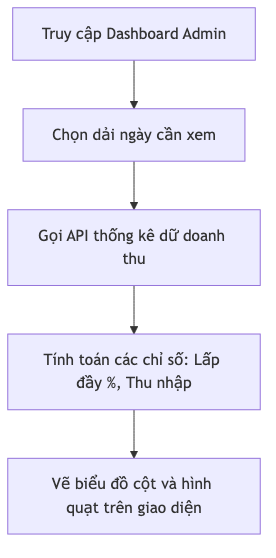 Truy cập Dashboard Admin
Chọn dải ngày cần xem
Gọi API thống kê dữ doanh
thu
Tính toán các chỉ số: Lấp
đầy %, Thu nhập
Vẽ biểu đồ cột và hình
quạt trên giao diện